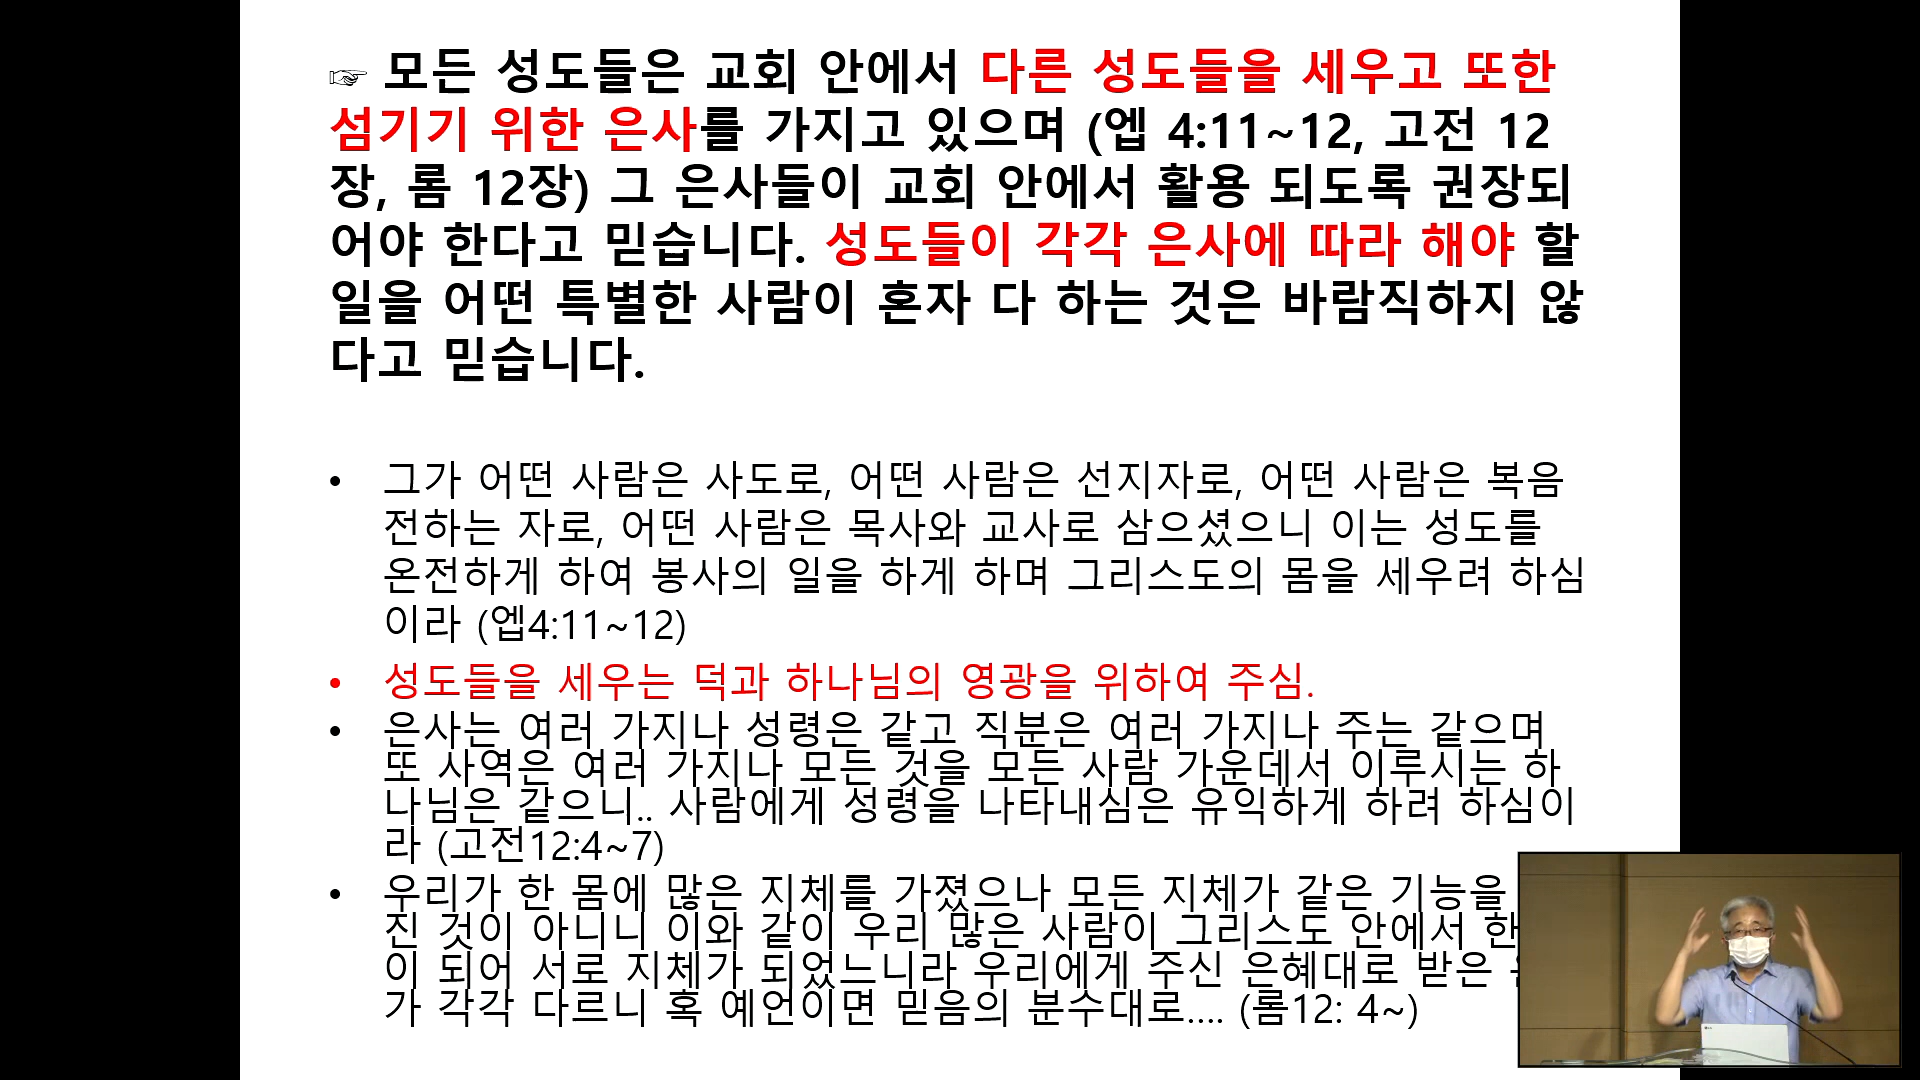 ☞ 모든 성도들은 교회 안에서 다른 성도들을 세우고 또한
섬기기 위한 은사를 가지고 있으며 (엡 4:11~12, 고전 12
장, 롬 12장) 그 은사들이 교회 안에서 활용 되도록 권장되
어야 한다고 믿습니다. 성도들이 각각 은사에 따라 해야 할
일을 어떤 특별한 사람이 혼자 다 하는 것은 바람직하지 않
다고 믿습니다.
• 그가 어떤 사람은 사도로, 어떤 사람은 선지자로, 어떤 사람은 복음
전하는 자로, 어떤 사람은 목사와 교사로 삼으셨으니 이는 성도를
온전하게 하여 봉사의 일을 하게 하며 그리스도의 몸을 세우려 하심
이라 (엡4:11~12)
• 성도들을 세우는 덕과 하나님의 영광을 위하여 주심.
• 은사는 여러 가지나 성령은 같고 직분은 여러 가지나 주는 같으며
또 사역은 여러 가지나 모든 것을 모든 사람 가운데서 이루시는 하
나님은 같으니.. 사람에게 성령을 나타내심은 유익하게 하려 하심이
라 (고전12:4~7)
• 우리가 한 몸에 많은 지체를 가졌으나 모든 지체가 같은 기능을
진 것이 아니니 이와 같이 우리 많은 사람이 그리스도 안에서 한
이 되어 서로 지체가 되었느니라 우리에게 주신 은혜대로 받은
가 각각 다르니 혹 예언이면 믿음의 분수대로.... (롬12: 4~)